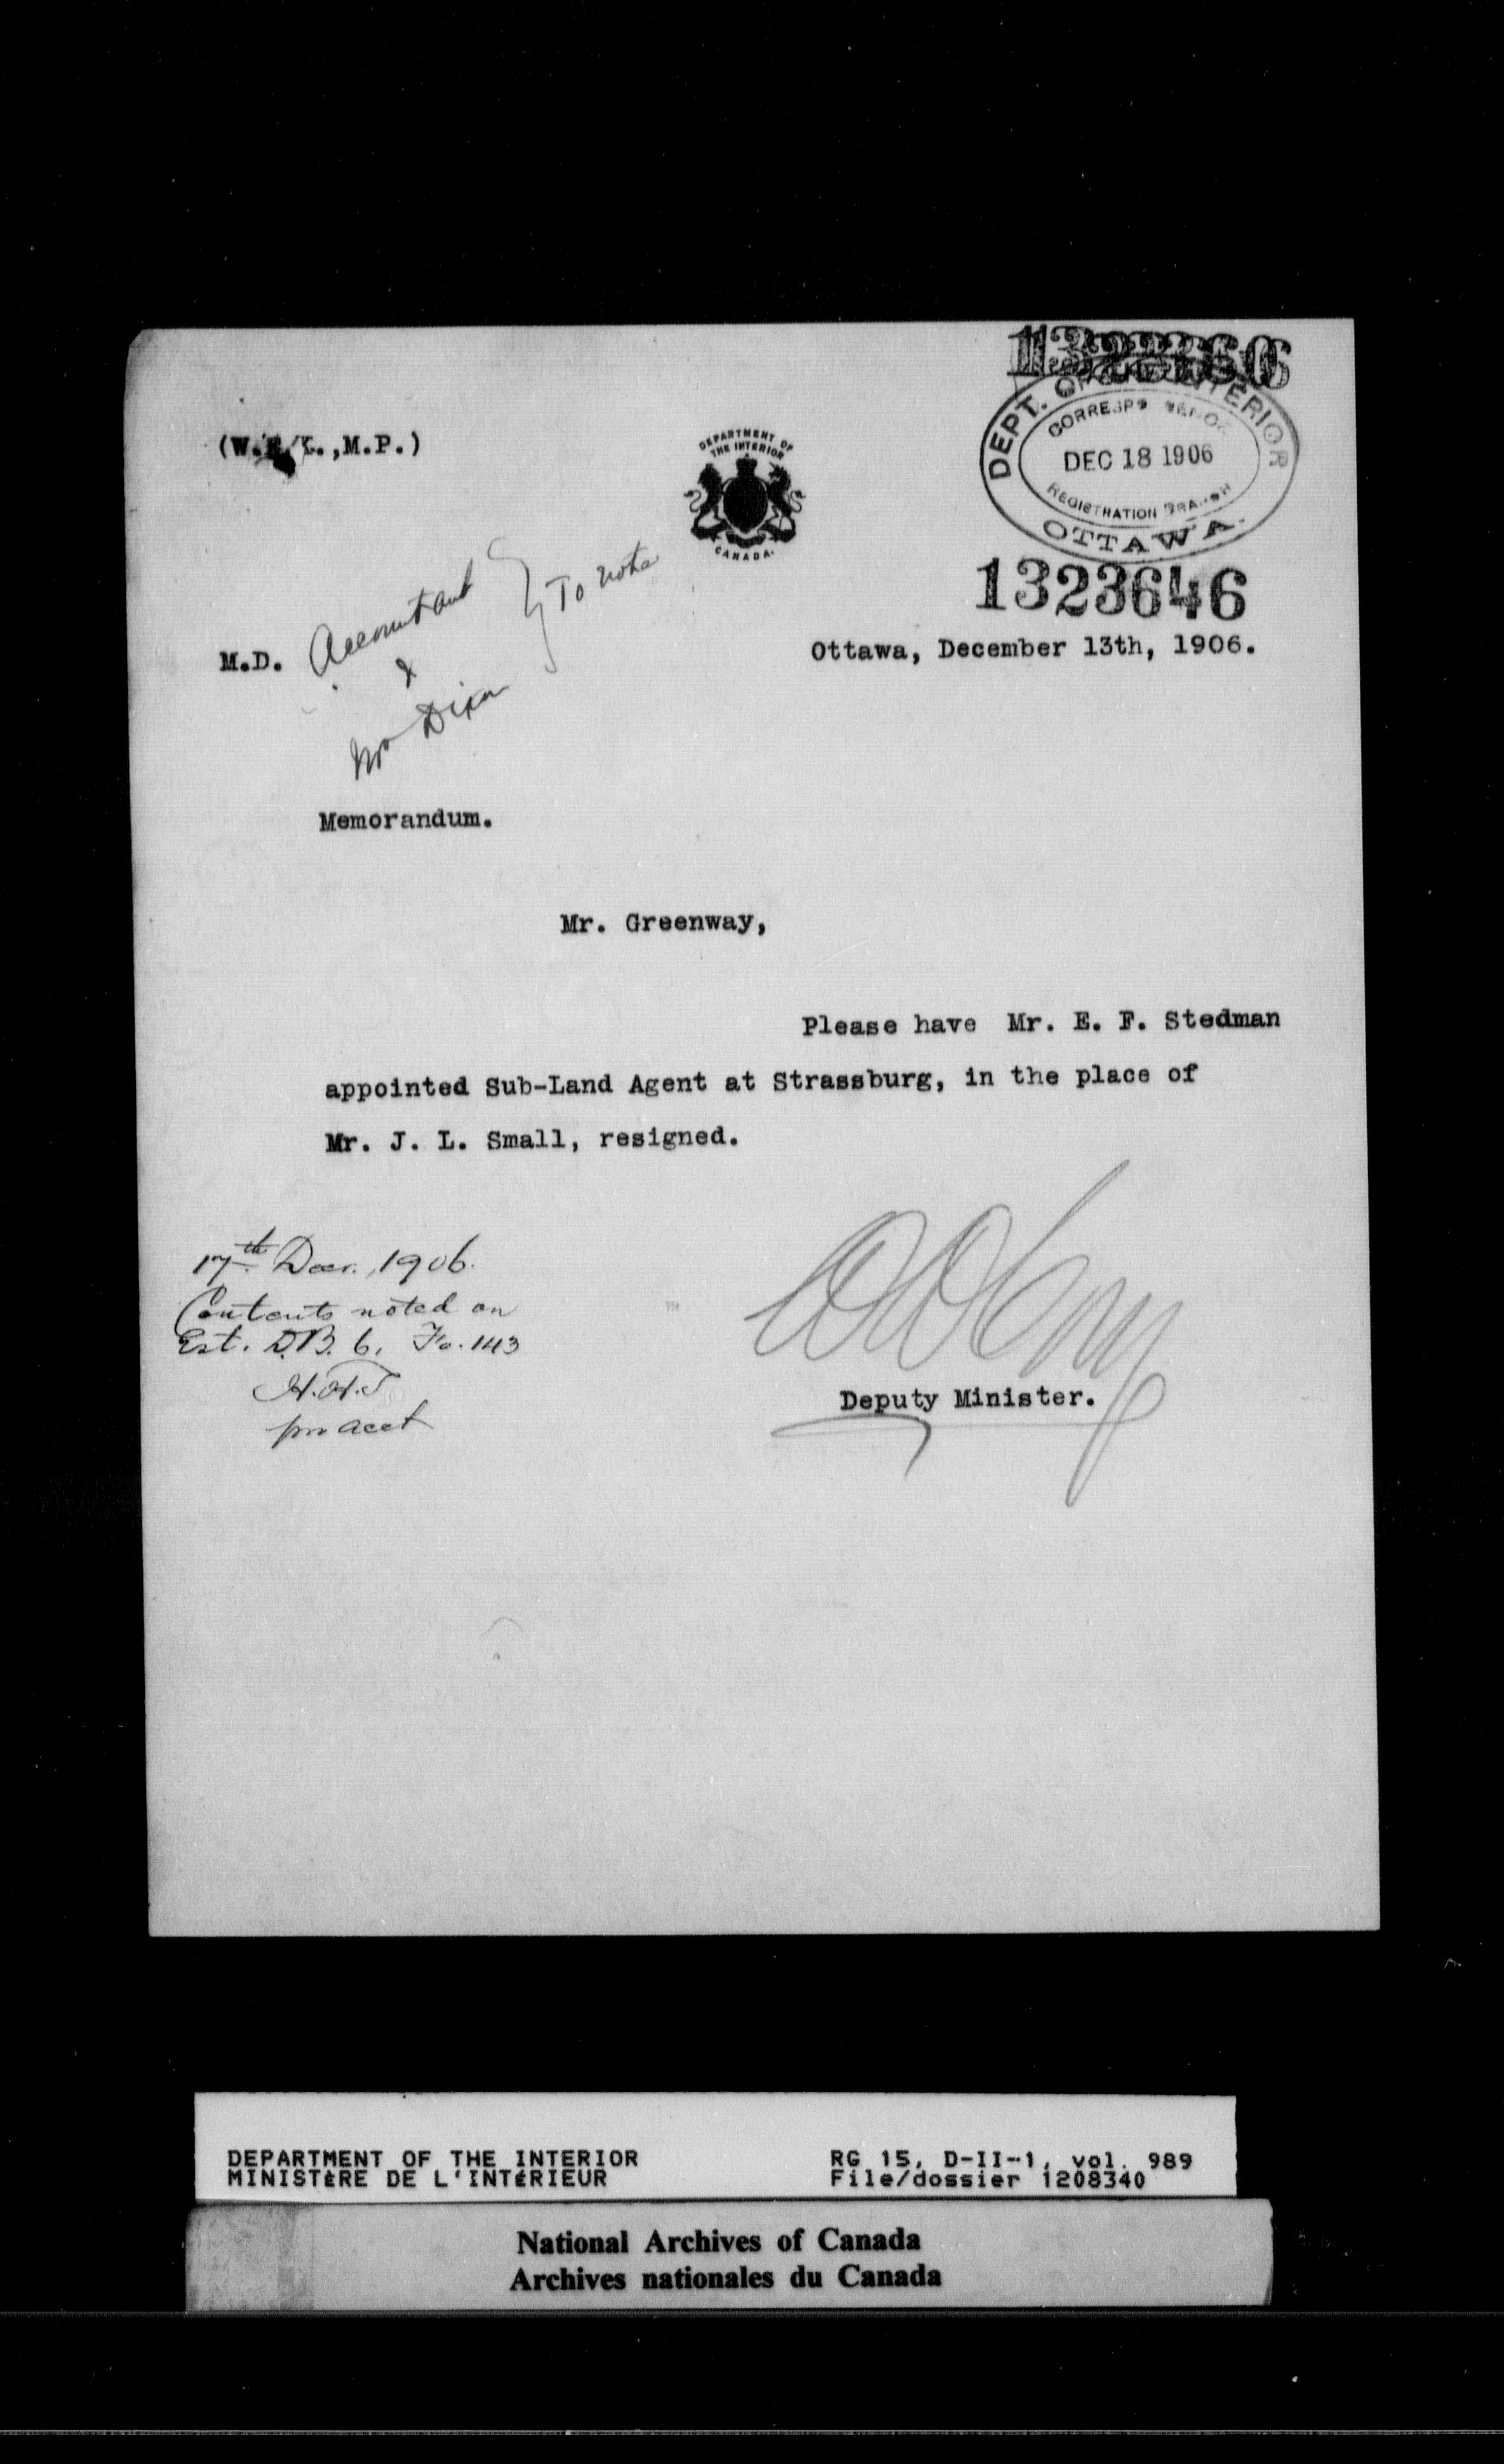 (W.E.L.,M.P.)
DEPARTMENT OF
THE INTERIOR
CANADA.
DEPT. OF THE INTERIOR
CORRESPONDENCE
DEC 18 1906
REGISTRATION BRANCH
OTTAWA.
1323646
Ottawa, December 13th, 1906.
M.D.
Accountant
&
Mr Dixon
To note
Memorandum.
Mr. Greenway,
Please have Mr. E. F. Stedman
appointed Sub-Land Agent at Strassburg, in the place of
Mr. J. L. Small, resigned.
17th Decr. 1906.
Contents noted on
Est. D.B. 6. Fo. 143
H.H.T
pro acct
WWCory
Deputy Minister.
DEPARTMENT OF THE INTERIOR
MINISTÈRE DE L'INTÉRIEUR
RG 15, D-II-1, vol. 989
File/dossier 1208340
National Archives of Canada
Archives nationales du Canada